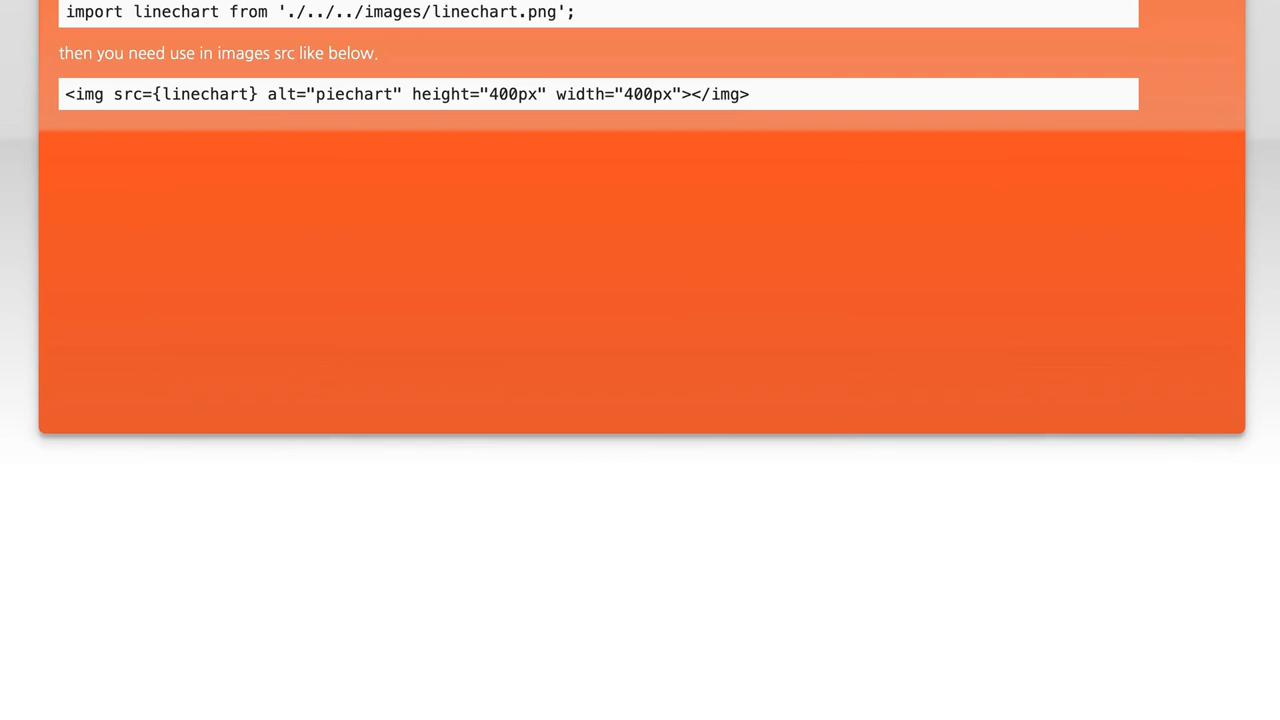 import linechart from './../../images/linechart.png';
then you need use in images src like below.
<img src={linechart} alt="piechart" height="400px" width="400px"></img>